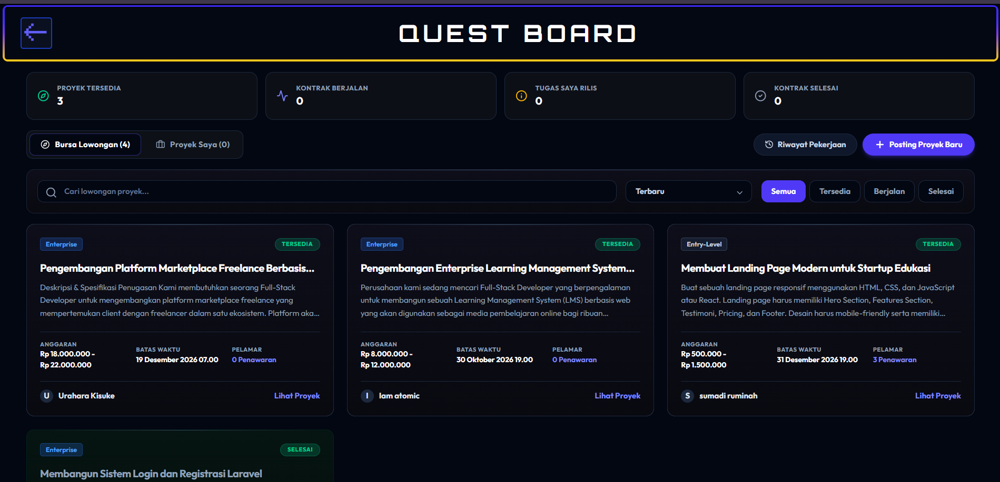 QUEST BOARD
PROYEK TERSEDIA
3
KONTRAK BERJALAN
0
TUGAS SAYA RILIS
0
KONTRAK SELESAI
0
Bursa Lowongan (4)
Proyek Saya (0)
Riwayat Pekerjaan
+ Posting Proyek Baru
Cari lowongan proyek...
Terbaru
Semua
Tersedia
Berjalan
Selesai
Enterprise
TERSEDIA
Pengembangan Platform Marketplace Freelance Berbasis...
Deskripsi & Spesifikasi Penugasan Kami membutuhkan seorang Full-Stack
Developer untuk mengembangkan platform marketplace freelance yang
mempertemukan client dengan freelancer dalam satu ekosistem. Platform aka...
ANGGARAN
Rp 18.000.000 -
Rp 22.000.000
BATAS WAKTU
19 Desember 2026 07.00
PELAMAR
0 Penawaran
U
Urahara Kisuke
Lihat Proyek
Enterprise
TERSEDIA
Pengembangan Enterprise Learning Management System...
Perusahaan kami sedang mencari Full-Stack Developer yang berpengalaman
untuk membangun sebuah Learning Management System (LMS) berbasis web
yang akan digunakan sebagai media pembelajaran online bagi ribuan...
ANGGARAN
Rp 8.000.000 -
Rp 12.000.000
BATAS WAKTU
30 Oktober 2026 19.00
PELAMAR
0 Penawaran
I
Iam atomic
Lihat Proyek
Entry-Level
TERSEDIA
Membuat Landing Page Modern untuk Startup Edukasi
Buat sebuah landing page responsif menggunakan HTML, CSS, dan JavaScript
atau React. Landing page harus memiliki Hero Section, Features Section,
Testimoni, Pricing, dan Footer. Desain harus mobile-friendly serta memiliki...
ANGGARAN
Rp 500.000 -
Rp 1.500.000
BATAS WAKTU
31 Desember 2026 19.00
PELAMAR
3 Penawaran
S
sumadi ruminah
Lihat Proyek
Enterprise
SELESAI
Membangun Sistem Login dan Registrasi Laravel